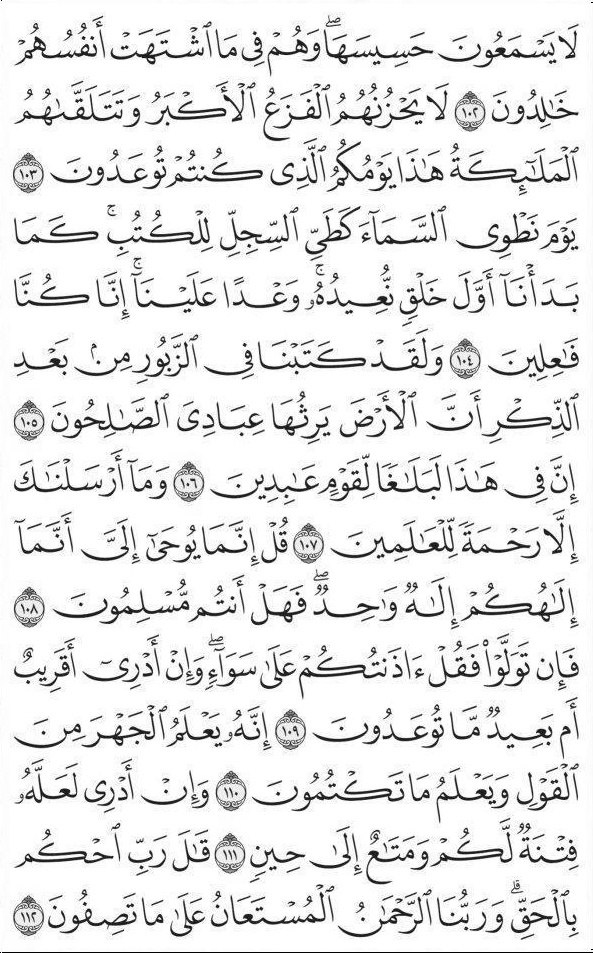 لَا يَسْمَعُونَ حَسِيسَهَا ۖ وَهُمْ فِي مَا ٱشْتَهَتْ أَنفُسُهُمْ
خَٰلِدُونَ ١٠٢ لَا يَحْزُنُهُمُ ٱلْفَزَعُ ٱلْأَكْبَرُ وَتَتَلَقَّىٰهُمُ
ٱلْمَلَٰٓئِكَةُ هَٰذَا يَوْمُكُمُ ٱلَّذِي كُنتُمْ تُوعَدُونَ ١٠٣
يَوْمَ نَطْوِي ٱلسَّمَآءَ كَطَيِّ ٱلسِّجِلِّ لِلْكُتُبِ ۚ كَمَا
بَدَأْنَآ أَوَّلَ خَلْقٍ نُّعِيدُهُۥ ۚ وَعْدًا عَلَيْنَآ ۚ إِنَّا كُنَّا
فَٰعِلِينَ ١٠٤ وَلَقَدْ كَتَبْنَا فِي ٱلزَّبُورِ مِنۢ بَعْدِ
ٱلذِّكْرِ أَنَّ ٱلْأَرْضَ يَرِثُهَا عِبَادِيَ ٱلصَّٰلِحُونَ ١٠٥
إِنَّ فِي هَٰذَا لَبَلَٰغًا لِّقَوْمٍ عَٰبِدِينَ ١٠٦ وَمَآ أَرْسَلْنَٰكَ
إِلَّا رَحْمَةً لِّلْعَٰلَمِينَ ١٠٧ قُلْ إِنَّمَا يُوحَىٰٓ إِلَيَّ أَنَّمَآ
إِلَٰهُكُمْ إِلَٰهٌ وَٰحِدٌ ۖ فَهَلْ أَنتُم مُّسْلِمُونَ ١٠٨
فَإِن تَوَلَّوْا۟ فَقُلْ ءَاذَنتُكُمْ عَلَىٰ سَوَآءٍ ۖ وَإِنْ أَدْرِيٓ أَقَرِيبٌ
أَم بَعِيدٌ مَّا تُوعَدُونَ ١٠٩ إِنَّهُۥ يَعْلَمُ ٱلْجَهْرَ مِنَ
ٱلْقَوْلِ وَيَعْلَمُ مَا تَكْتُمُونَ ١١٠ وَإِنْ أَدْرِي لَعَلَّهُۥ
فِتْنَةٌ لَّكُمْ وَمَتَٰعٌ إِلَىٰ حِينٍ ١١١ قَٰلَ رَبِّ ٱحْكُم
بِٱلْحَقِّ ۗ وَرَبُّنَا ٱلرَّحْمَٰنُ ٱلْمُسْتَعَانُ عَلَىٰ مَا تَصِفُونَ ١١٢